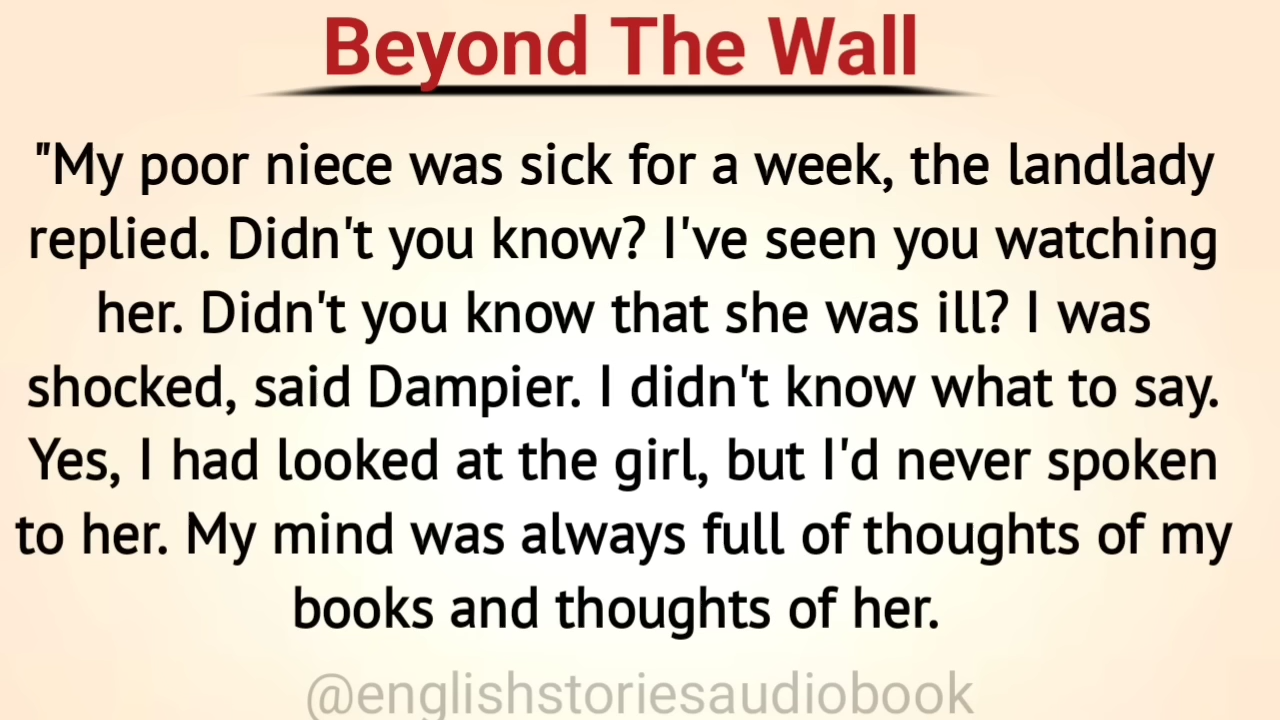 Beyond The Wall
"My poor niece was sick for a week, the landlady
replied. Didn't you know? I've seen you watching
her. Didn't you know that she was ill? I was
shocked, said Dampier. I didn't know what to say.
Yes, I had looked at the girl, but I'd never spoken
to her. My mind was always full of thoughts of my
books and thoughts of her.
@englishstoriesaudiobook